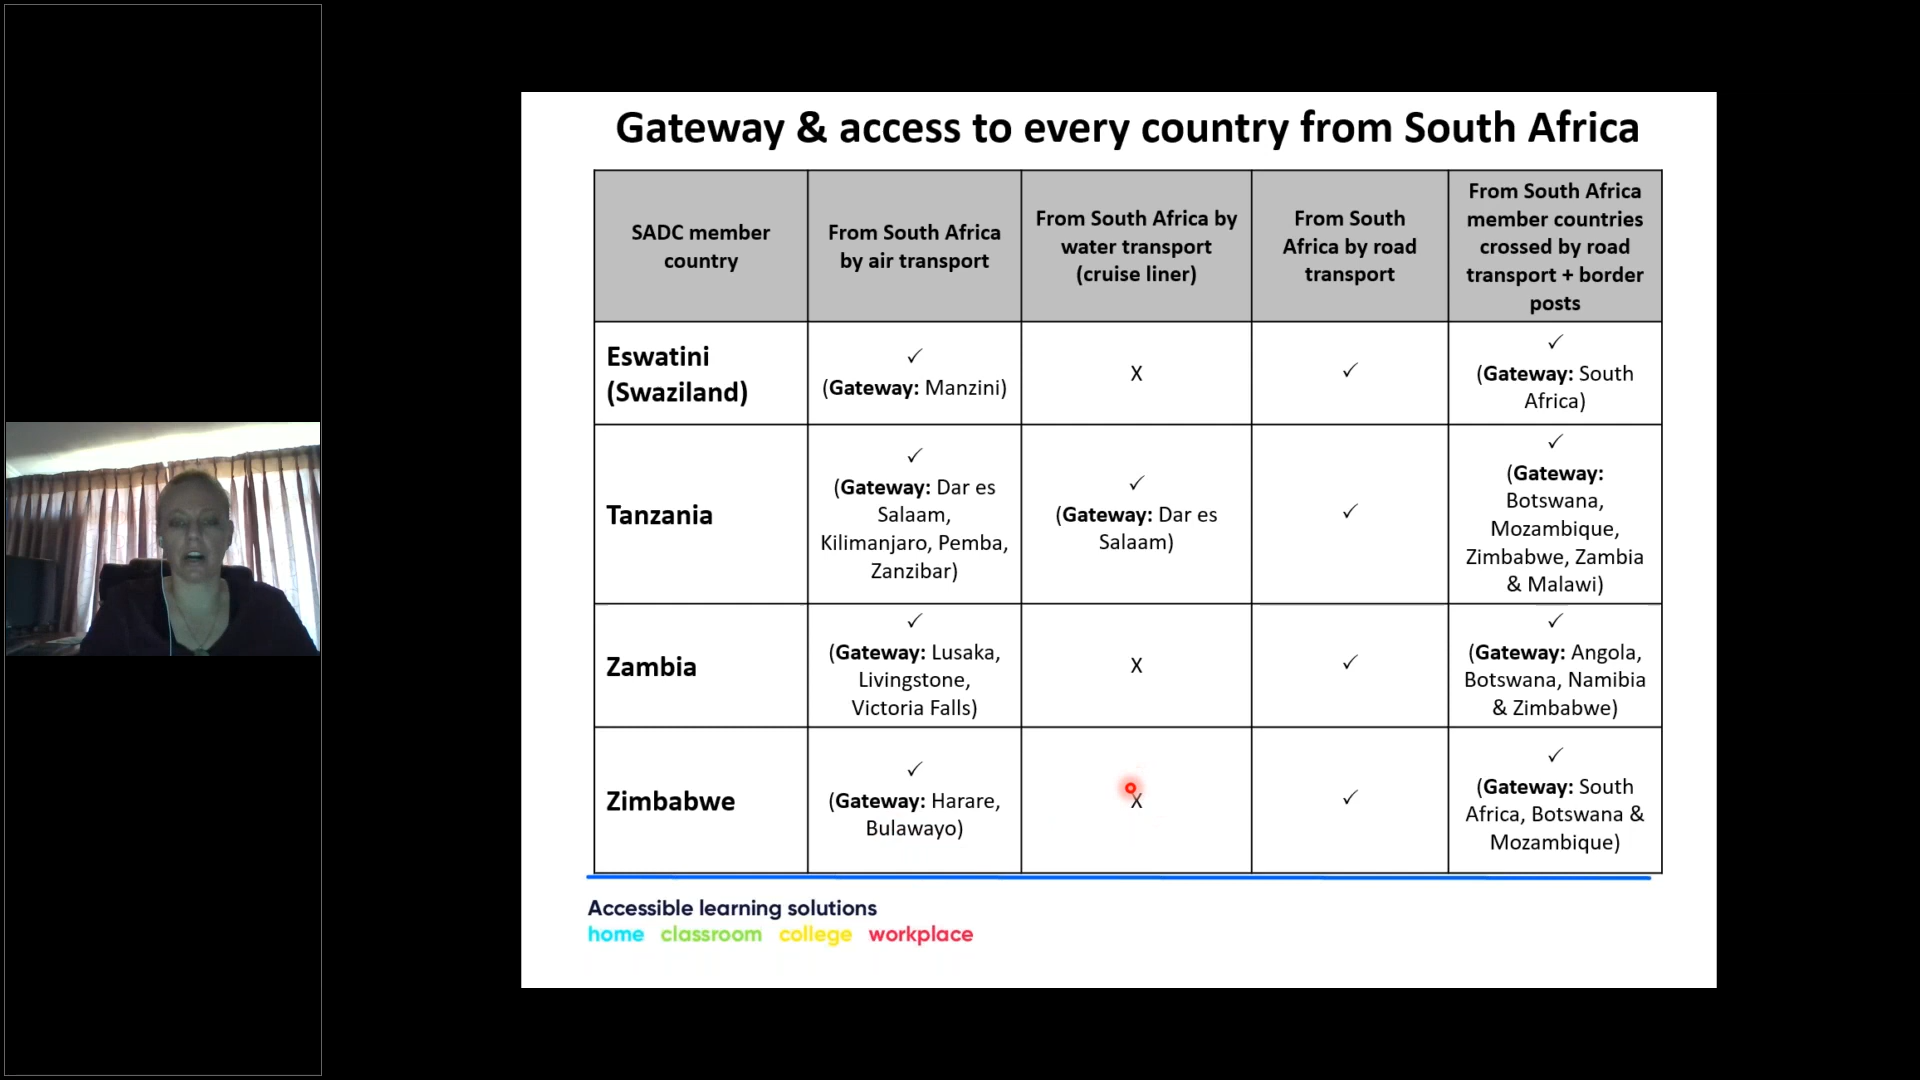 Gateway & access to every country from South Africa
SADC member
country
From South Africa
by air transport
From South Africa by
water transport
(cruise liner)
From South
Africa by road
transport
From South Africa
member countries
crossed by road
transport + border
posts
Eswatini
(Swaziland)
✓
(Gateway: Manzini)
X
✓
✓
(Gateway: South
Africa)
Tanzania
✓
(Gateway: Dar es
Salaam,
Kilimanjaro, Pemba,
Zanzibar)
✓
(Gateway: Dar es
Salaam)
✓
✓
(Gateway:
Botswana,
Mozambique,
Zimbabwe, Zambia
& Malawi)
Zambia
✓
(Gateway: Lusaka,
Livingstone,
Victoria Falls)
X
✓
✓
(Gateway: Angola,
Botswana, Namibia
& Zimbabwe)
Zimbabwe
✓
(Gateway: Harare,
Bulawayo)
X
✓
✓
(Gateway: South
Africa, Botswana &
Mozambique)
Accessible learning solutions
home classroom college workplace